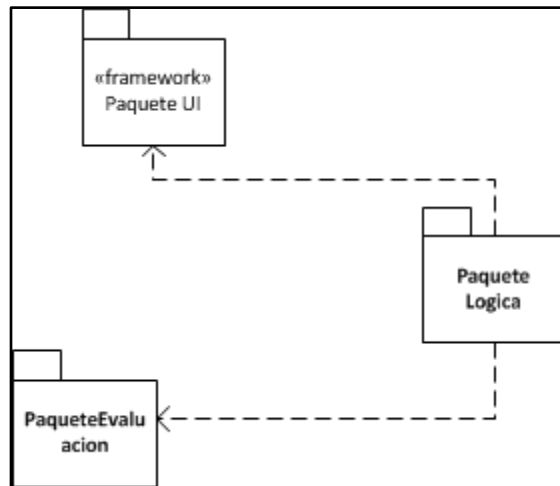 «framework»
Paquete UI
Paquete
Logica
PaqueteEvalu
acion